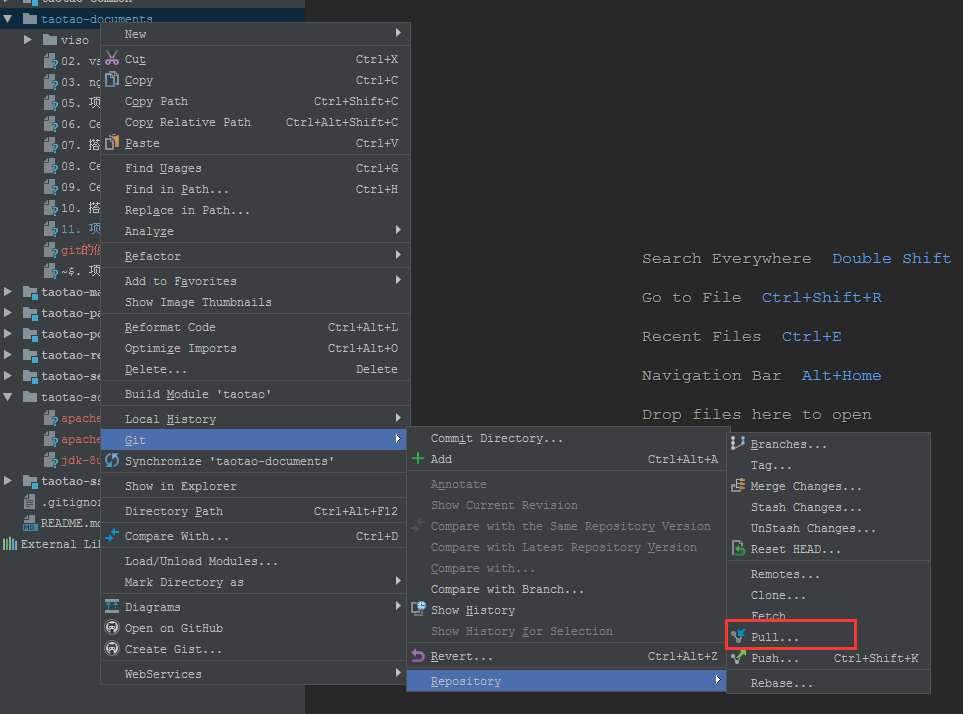 taotao-documents
viso
02. vs
03. ng
05. 项
06. Ce
07. 搭
08. Ce
09. Ce
10. 搭
11. 项
git的使
~$. 项
taotao-ma
taotao-pa
taotao-po
taotao-re
taotao-se
taotao-so
apache
apache
jdk-8u
taotao-ss
.gitignor
README.md
External Lib
New
Cut Ctrl+X
Copy Ctrl+C
Copy Path Ctrl+Shift+C
Copy Relative Path Ctrl+Alt+Shift+C
Paste Ctrl+V
Find Usages Ctrl+G
Find in Path... Ctrl+H
Replace in Path...
Analyze
Refactor
Add to Favorites
Show Image Thumbnails
Reformat Code Ctrl+Alt+L
Optimize Imports Ctrl+Alt+O
Delete... Delete
Build Module 'taotao'
Local History
Git
Synchronize 'taotao-documents'
Show in Explorer
Directory Path Ctrl+Alt+F12
Compare With... Ctrl+D
Load/Unload Modules...
Mark Directory as
Diagrams
Open on GitHub
Create Gist...
WebServices
Commit Directory...
Add Ctrl+Alt+A
Annotate
Show Current Revision
Compare with the Same Repository Version
Compare with Latest Repository Version
Compare with...
Compare with Branch...
Show History
Show History for Selection
Revert... Ctrl+Alt+Z
Repository
Branches...
Tag...
Merge Changes...
Stash Changes...
UnStash Changes...
Reset HEAD...
Remotes...
Clone...
Fetch
Pull...
Push... Ctrl+Shift+K
Rebase...
Search Everywhere Double Shift
Go to File Ctrl+Shift+R
Recent Files Ctrl+E
Navigation Bar Alt+Home
Drop files here to open